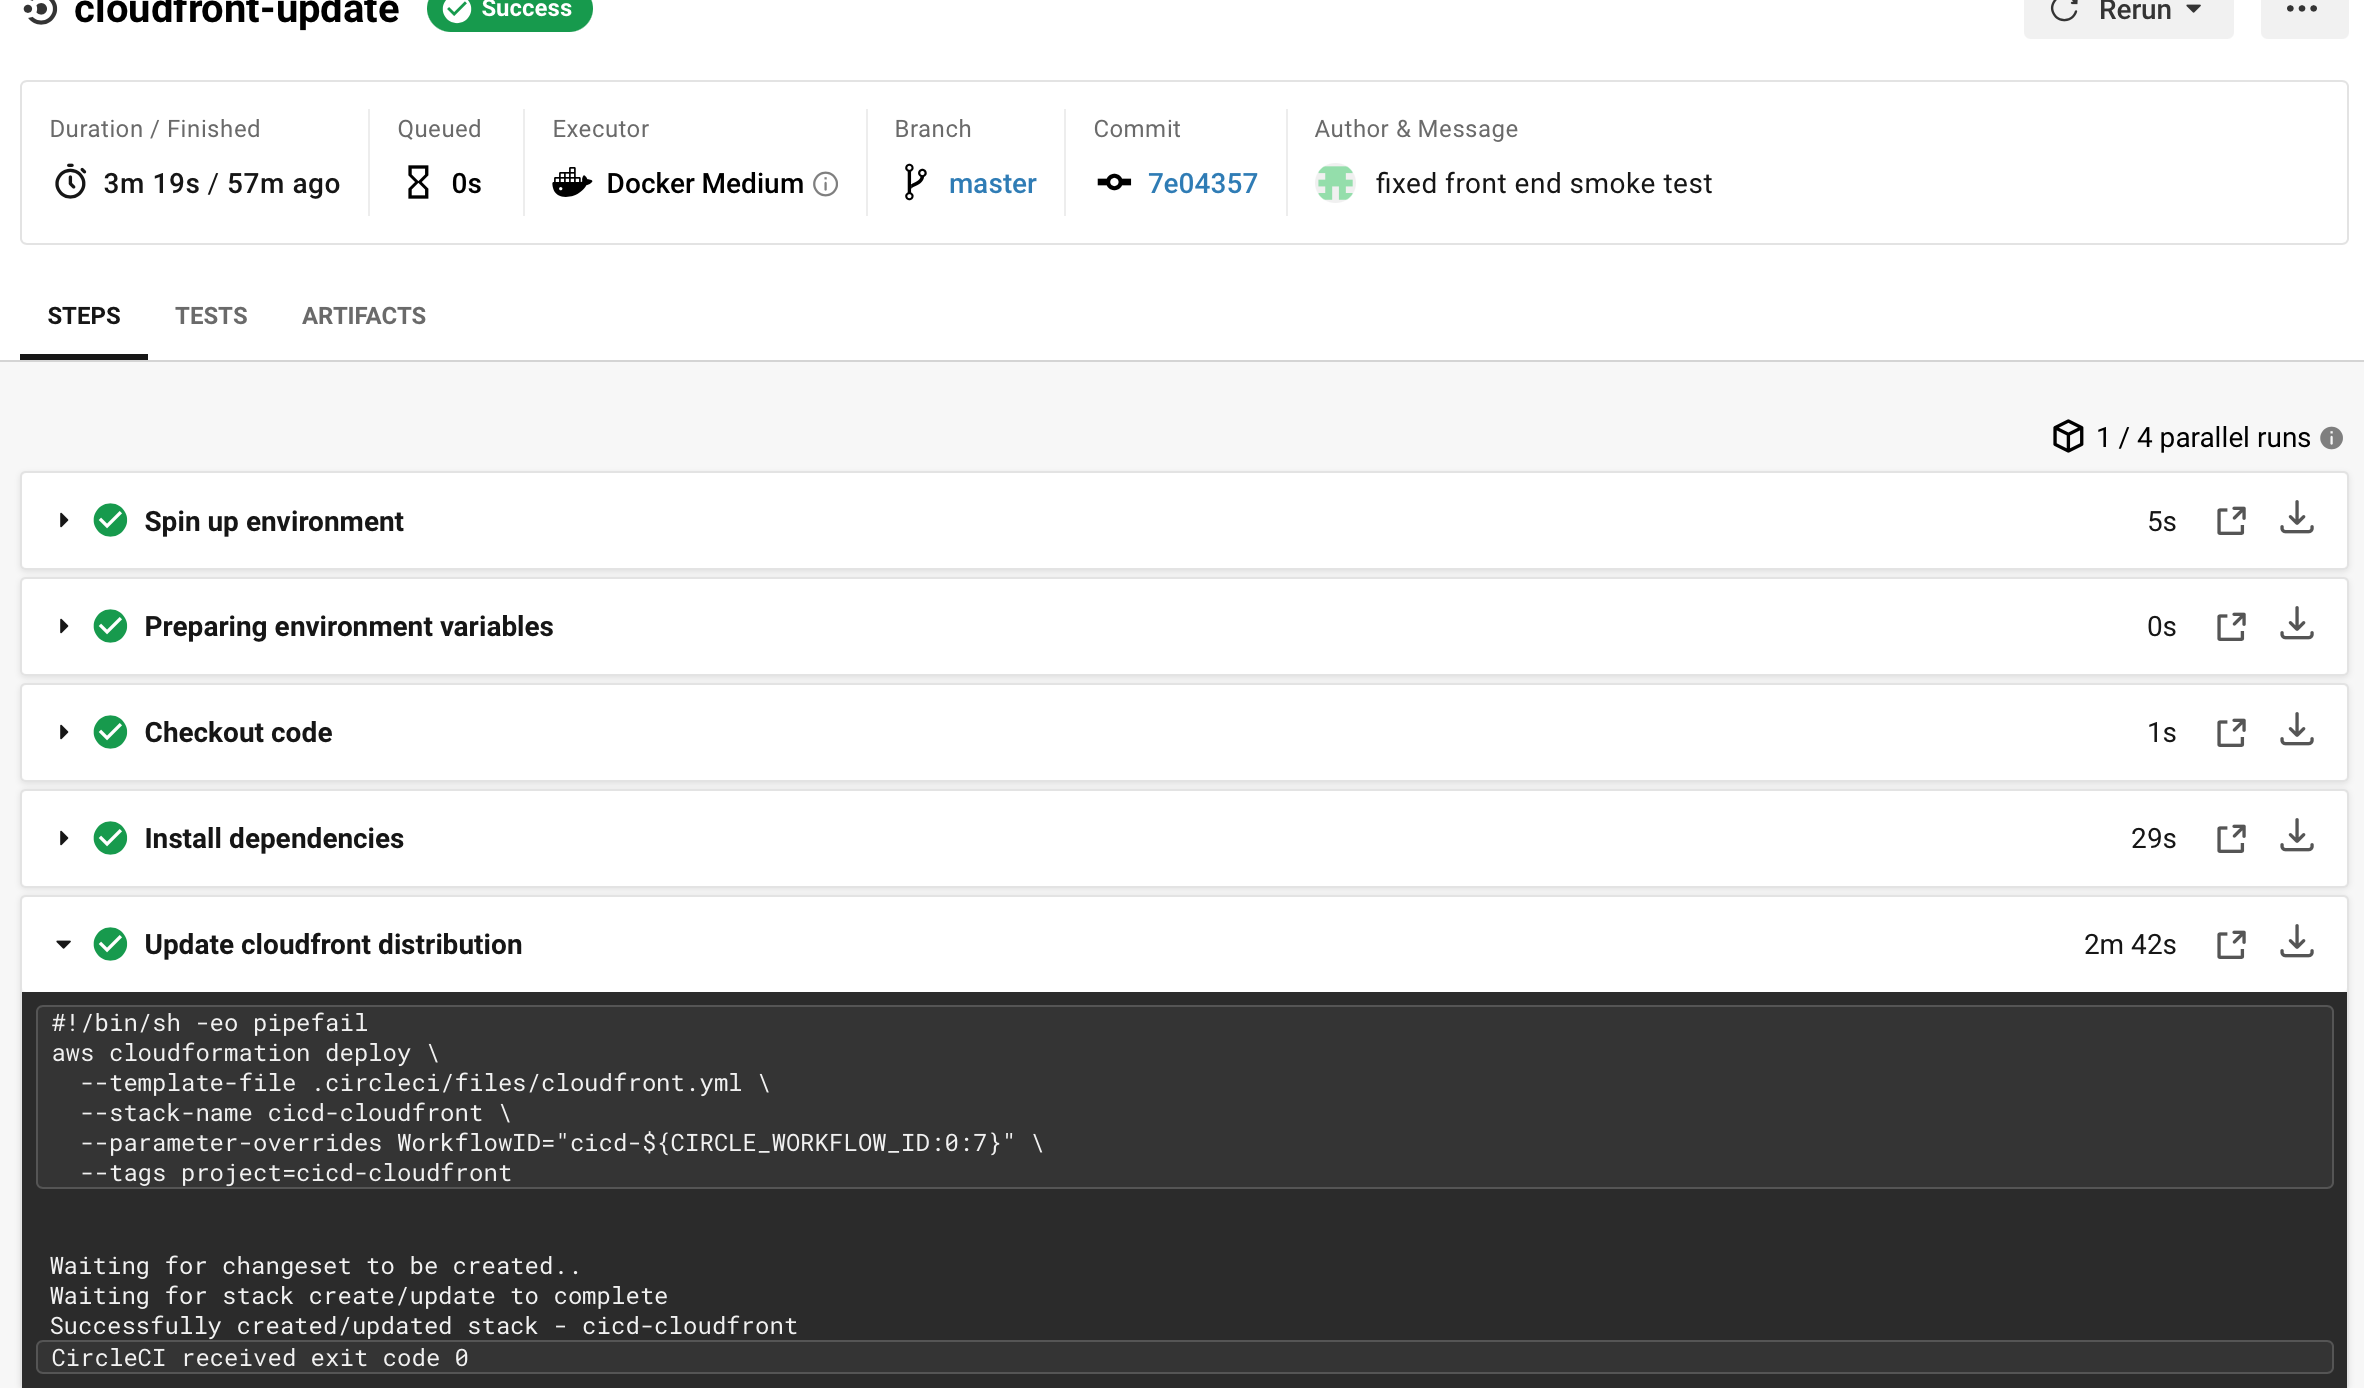 cloudfront-update Success Rerun
Duration / Finished Queued Executor Branch Commit Author & Message
3m 19s / 57m ago 0s Docker Medium master 7e04357 fixed front end smoke test
STEPS TESTS ARTIFACTS
1 / 4 parallel runs
Spin up environment 5s
Preparing environment variables 0s
Checkout code 1s
Install dependencies 29s
Update cloudfront distribution 2m 42s
#!/bin/sh -eo pipefail
aws cloudformation deploy \
  --template-file .circleci/files/cloudfront.yml \
  --stack-name cicd-cloudfront \
  --parameter-overrides WorkflowID="cicd-${CIRCLE_WORKFLOW_ID:0:7}" \
  --tags project=cicd-cloudfront
Waiting for changeset to be created..
Waiting for stack create/update to complete
Successfully created/updated stack - cicd-cloudfront
CircleCI received exit code 0